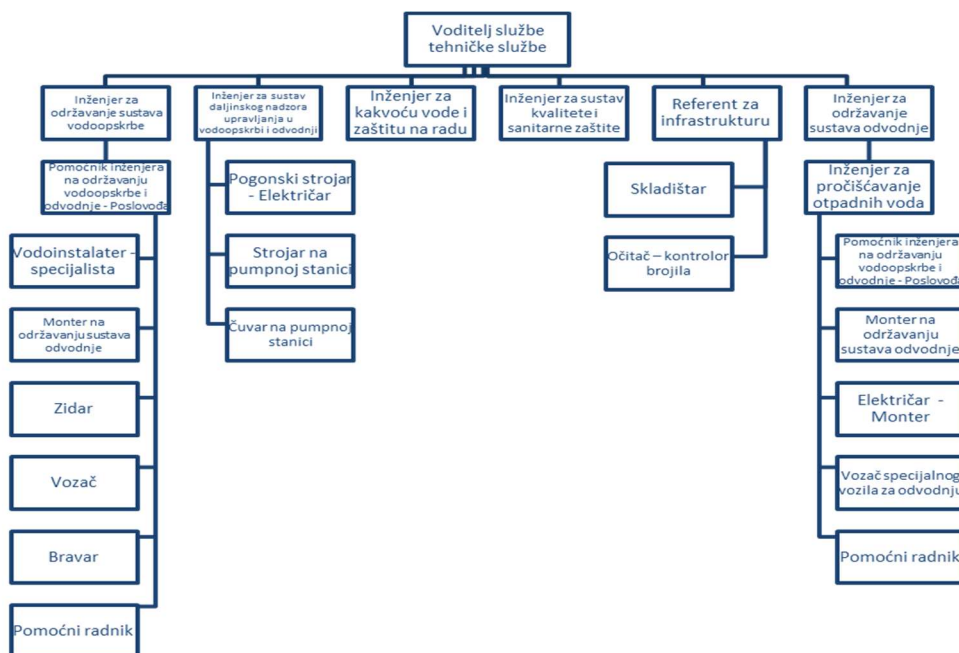 Voditelj službe
tehničke službe
Inženjer za
održavanje sustava
vodoopskrbe
Inženjer za sustav
daljinskog nadzora
upravljanja u
vodoopskrbi i odvodnji
Inženjer za
kakvoću vode i
zaštitu na radu
Inženjer za sustav
kvalitete i
sanitarne zaštite
Referent za
infrastrukturu
Inženjer za
održavanje
sustava odvodnje
Pomoćnik inženjera
na održavanju
vodoopskrbe i
odvodnje - Poslovođa
Vodoinstalater -
specijalista
Monter na
održavanju sustava
odvodnje
Zidar
Vozač
Bravar
Pomoćni radnik
Pogonski strojar
- Električar
Strojar na
pumpnoj stanici
Čuvar na pumpnoj
stanici
Skladištar
Očitač – kontrolor
brojila
Inženjer za
pročišćavanje
otpadnih voda
Pomoćnik inženjera
na održavanju
vodoopskrbe i
odvodnje - Poslovođa
Monter na
održavanju
sustava odvodnje
Električar -
Monter
Vozač specijalnog
vozila za odvodnju
Pomoćni radnik